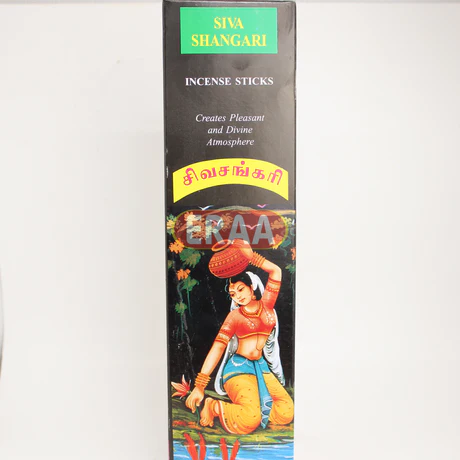 SIVA
SHANGARI
INCENSE STICKS
Creates Pleasant
and Divine
Atmosphere
சிவசங்கரி
ERAA